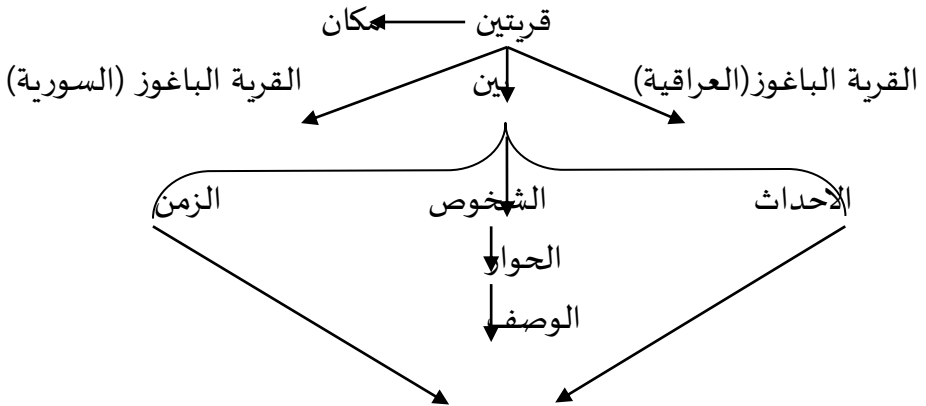 قريتين مكان
القرية الباغوز(العراقية) بين القرية الباغوز (السورية)
الاحداث الشخوص الزمن
الحوار
الوصف